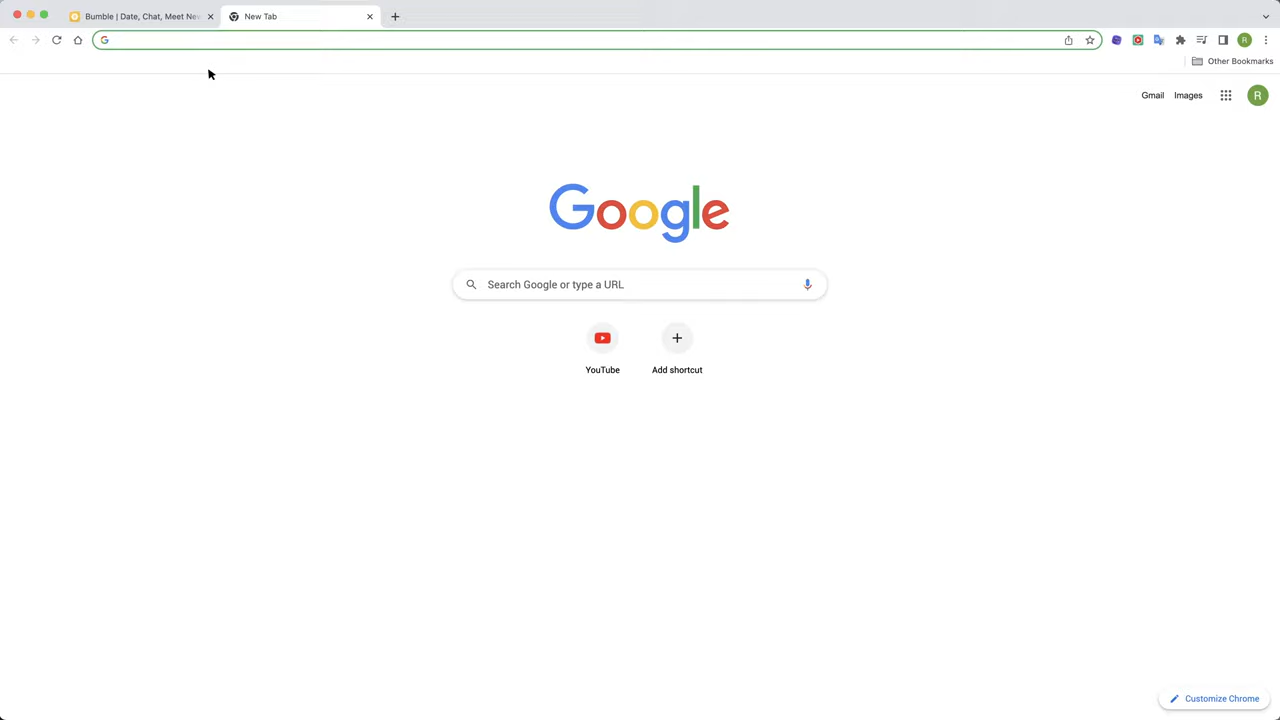 Bumble | Date, Chat, Meet Ne
New Tab
Other Bookmarks
R
Gmail
Images
R
Google
Search Google or type a URL
YouTube
Add shortcut
Customize Chrome